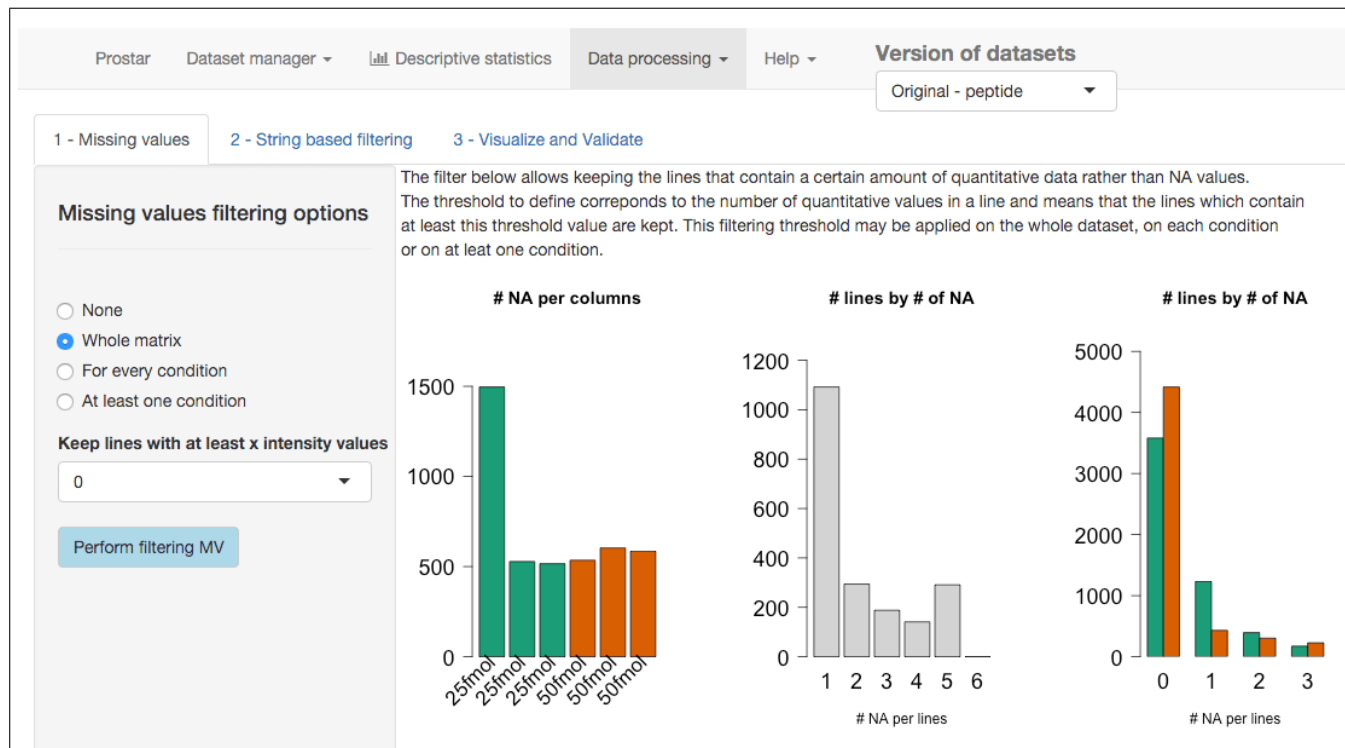 Prostar
Dataset manager
Descriptive statistics
Data processing
Help
Version of datasets
Original - peptide
1 - Missing values
2 - String based filtering
3 - Visualize and Validate
Missing values filtering options
None
Whole matrix
For every condition
At least one condition
Keep lines with at least x intensity values
0
Perform filtering MV
The filter below allows keeping the lines that contain a certain amount of quantitative data rather than NA values.
The threshold to define correponds to the number of quantitative values in a line and means that the lines which contain
at least this threshold value are kept. This filtering threshold may be applied on the whole dataset, on each condition
or on at leat one condition.
# NA per columns
1500
1000
500
0
25fmol
25fmol
25fmol
50fmol
50fmol
50fmol
# lines by # of NA
1200
1000
800
600
400
200
0
1 2 3 4 5 6
# NA per lines
# lines by # of NA
5000
4000
3000
2000
1000
0
0 1 2 3
# NA per lines